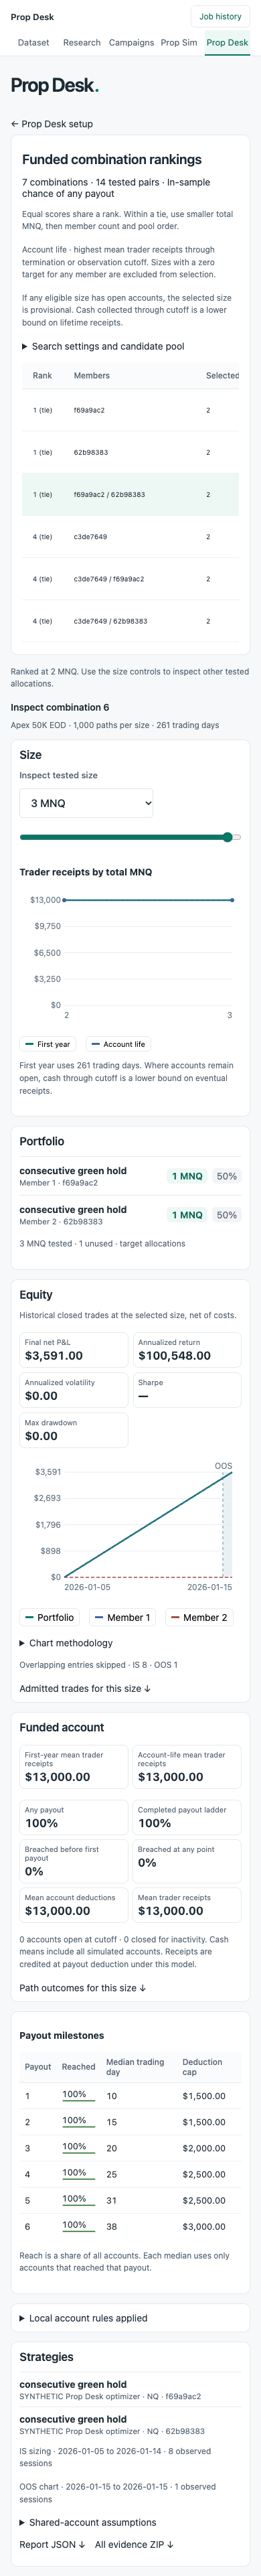 Prop Desk
Job history
Dataset Research Campaigns Prop Sim Prop Desk
Prop Desk.
← Prop Desk setup
Funded combination rankings
7 combinations · 14 tested pairs · In-sample
chance of any payout
Equal scores share a rank. Within a tie, use smaller total
MNQ, then member count and pool order.
Account life · highest mean trader receipts through
termination or observation cutoff. Sizes with a zero
target for any member are excluded from selection.
If any eligible size has open accounts, the selected size
is provisional. Cash collected through cutoff is a lower
bound on lifetime receipts.
▶ Search settings and candidate pool
Rank Members Selected
1 (tie) f69a9ac2 2
1 (tie) 62b98383 2
1 (tie) f69a9ac2 / 62b98383 2
4 (tie) c3de7649 2
4 (tie) c3de7649 / f69a9ac2 2
4 (tie) c3de7649 / 62b98383 2
Ranked at 2 MNQ. Use the size controls to inspect other tested
allocations.
Inspect combination 6
Apex 50K EOD · 1,000 paths per size · 261 trading days
Size
Inspect tested size
3 MNQ
Trader receipts by total MNQ
$13,000
$9,750
$6,500
$3,250
$0
2 3
First year Account life
First year uses 261 trading days. Where accounts remain
open, cash through cutoff is a lower bound on eventual
receipts.
Portfolio
consecutive green hold 1 MNQ 50%
Member 1 · f69a9ac2
consecutive green hold 1 MNQ 50%
Member 2 · 62b98383
3 MNQ tested · 1 unused · target allocations
Equity
Historical closed trades at the selected size, net of costs.
Final net P&L
$3,591.00
Annualized return
$100,548.00
Annualized volatility
$0.00
Sharpe
—
Max drawdown
$0.00
OOS
$3,591
$2,693
$1,796
$898
$0
2026-01-05 2026-01-15
Portfolio Member 1 Member 2
▶ Chart methodology
Overlapping entries skipped · IS 8 · OOS 1
Admitted trades for this size ↓
Funded account
First-year mean trader
receipts
$13,000.00
Account-life mean trader
receipts
$13,000.00
Any payout
100%
Completed payout ladder
100%
Breached before first
payout
0%
Breached at any point
0%
Mean account deductions
$13,000.00
Mean trader receipts
$13,000.00
0 accounts open at cutoff · 0 closed for inactivity. Cash
means include all simulated accounts. Receipts are
credited at payout deduction under this model.
Path outcomes for this size ↓
Payout milestones
Payout Reached Median trading
day Deduction
cap
1 100% 10 $1,500.00
2 100% 15 $1,500.00
3 100% 20 $2,000.00
4 100% 25 $2,500.00
5 100% 31 $2,500.00
6 100% 38 $3,000.00
Reach is a share of all accounts. Each median uses only
accounts that reached that payout.
▶ Local account rules applied
Strategies
consecutive green hold
SYNTHETIC Prop Desk optimizer · NQ · f69a9ac2
consecutive green hold
SYNTHETIC Prop Desk optimizer · NQ · 62b98383
IS sizing · 2026-01-05 to 2026-01-14 · 8 observed
sessions
OOS chart · 2026-01-15 to 2026-01-15 · 1 observed
sessions
▶ Shared-account assumptions
Report JSON ↓ All evidence ZIP ↓